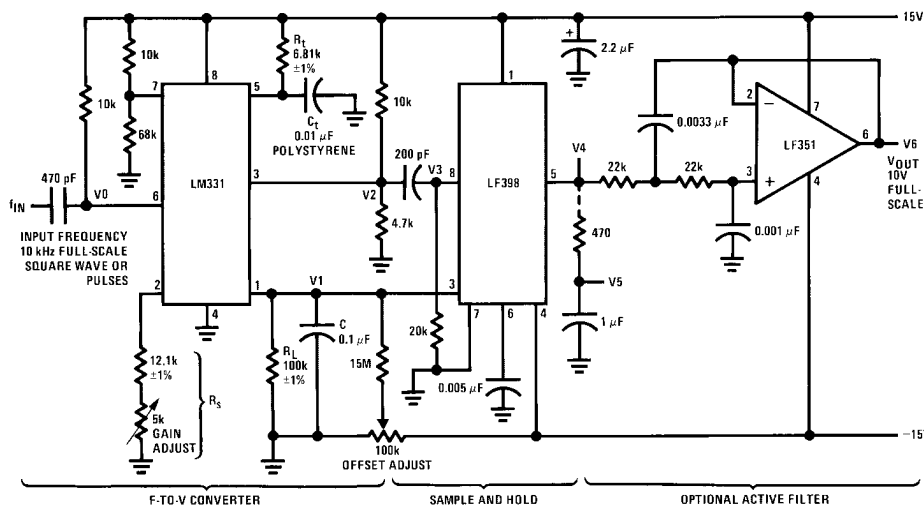 15V
10k
10k
68k
470 pF
V0
fIN
INPUT FREQUENCY
10 kHz FULL-SCALE
SQUARE WAVE OR
PULSES
7
8
5
6
3
2
1
4
LM331
Rt
6.81k
±1%
Ct
0.01 μF
POLYSTYRENE
10k
200 pF
V3
V2
4.7k
V1
RL
100k
±1%
C
0.1 μF
15M
12.1k
±1%
Rs
5k
GAIN
ADJUST
100k
OFFSET ADJUST
20k
0.005 μF
1
8
5
3
7
6
4
LF398
+
2.2 μF
V4
470
V5
1 μF
22k
22k
0.0033 μF
0.001 μF
2
3
7
6
4
−
+
LF351
V6
VOUT
10V
FULL-
SCALE
−15V
F-TO-V CONVERTER
SAMPLE AND HOLD
OPTIONAL ACTIVE FILTER